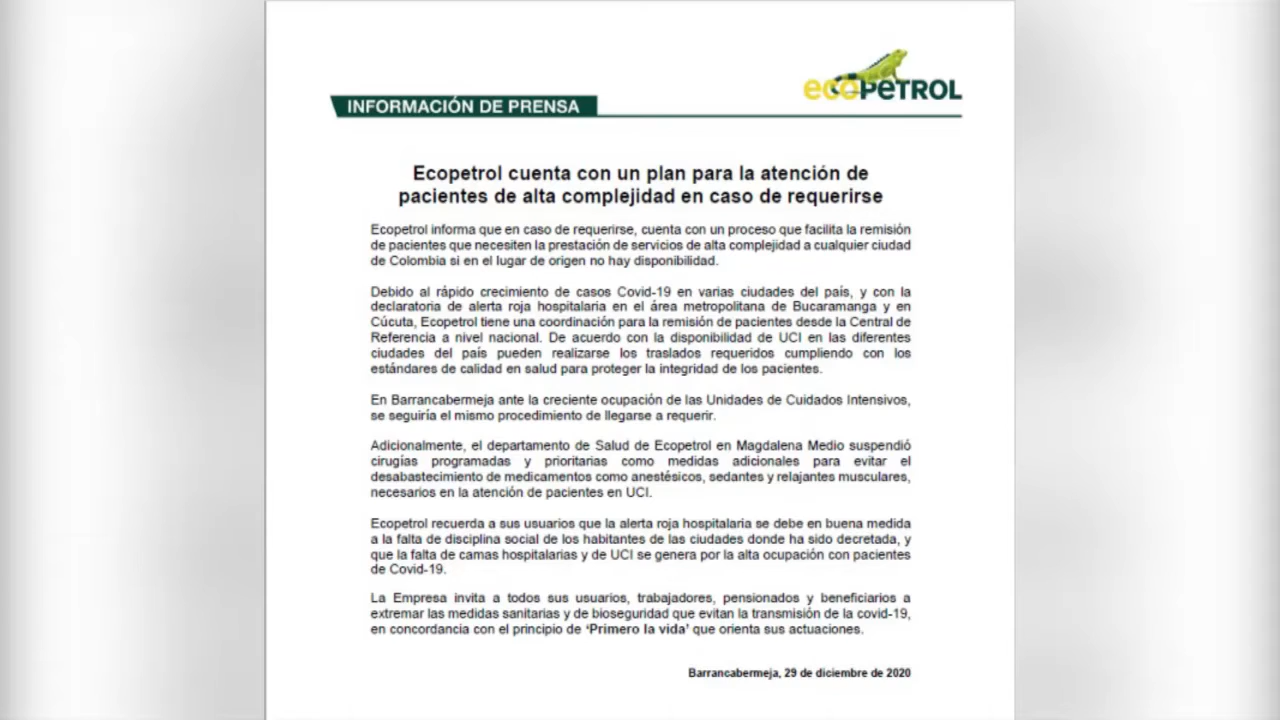 ecopetrol
INFORMACIÓN DE PRENSA
Ecopetrol cuenta con un plan para la atención de
pacientes de alta complejidad en caso de requerirse
Ecopetrol informa que en caso de requerirse, cuenta con un proceso que facilita la remisión
de pacientes que necesiten la prestación de servicios de alta complejidad a cualquier ciudad
de Colombia si en el lugar de origen no hay disponibilidad.
Debido al rápido crecimiento de casos Covid-19 en varias ciudades del país, y con la
declaratoria de alerta roja hospitalaria en el área metropolitana de Bucaramanga y en
Cúcuta, Ecopetrol tiene una coordinación para la remisión de pacientes desde la Central de
Referencia a nivel nacional. De acuerdo con la disponibilidad de UCI en las diferentes
ciudades del país pueden realizarse los traslados requeridos cumpliendo con los
estándares de calidad en salud para proteger la integridad de los pacientes.
En Barrancabermeja ante la creciente ocupación de las Unidades de Cuidados Intensivos,
se seguiría el mismo procedimiento de llegarse a requerir.
Adicionalmente, el departamento de Salud de Ecopetrol en Magdalena Medio suspendió
cirugías programadas y prioritarias como medidas adicionales para evitar el
desabastecimiento de medicamentos como anestésicos, sedantes y relajantes musculares,
necesarios en la atención de pacientes en UCI.
Ecopetrol recuerda a sus usuarios que la alerta roja hospitalaria se debe en buena medida
a la falta de disciplina social de los habitantes de las ciudades donde ha sido decretada, y
que la falta de camas hospitalarias y de UCI se genera por la alta ocupación con pacientes
de Covid-19.
La Empresa invita a todos sus usuarios, trabajadores, pensionados y beneficiarios a
extremar las medidas sanitarias y de bioseguridad que evitan la transmisión de la covid-19,
en concordancia con el principio de ‘Primero la vida’ que orienta sus actuaciones.
Barrancabermeja, 29 de diciembre de 2020